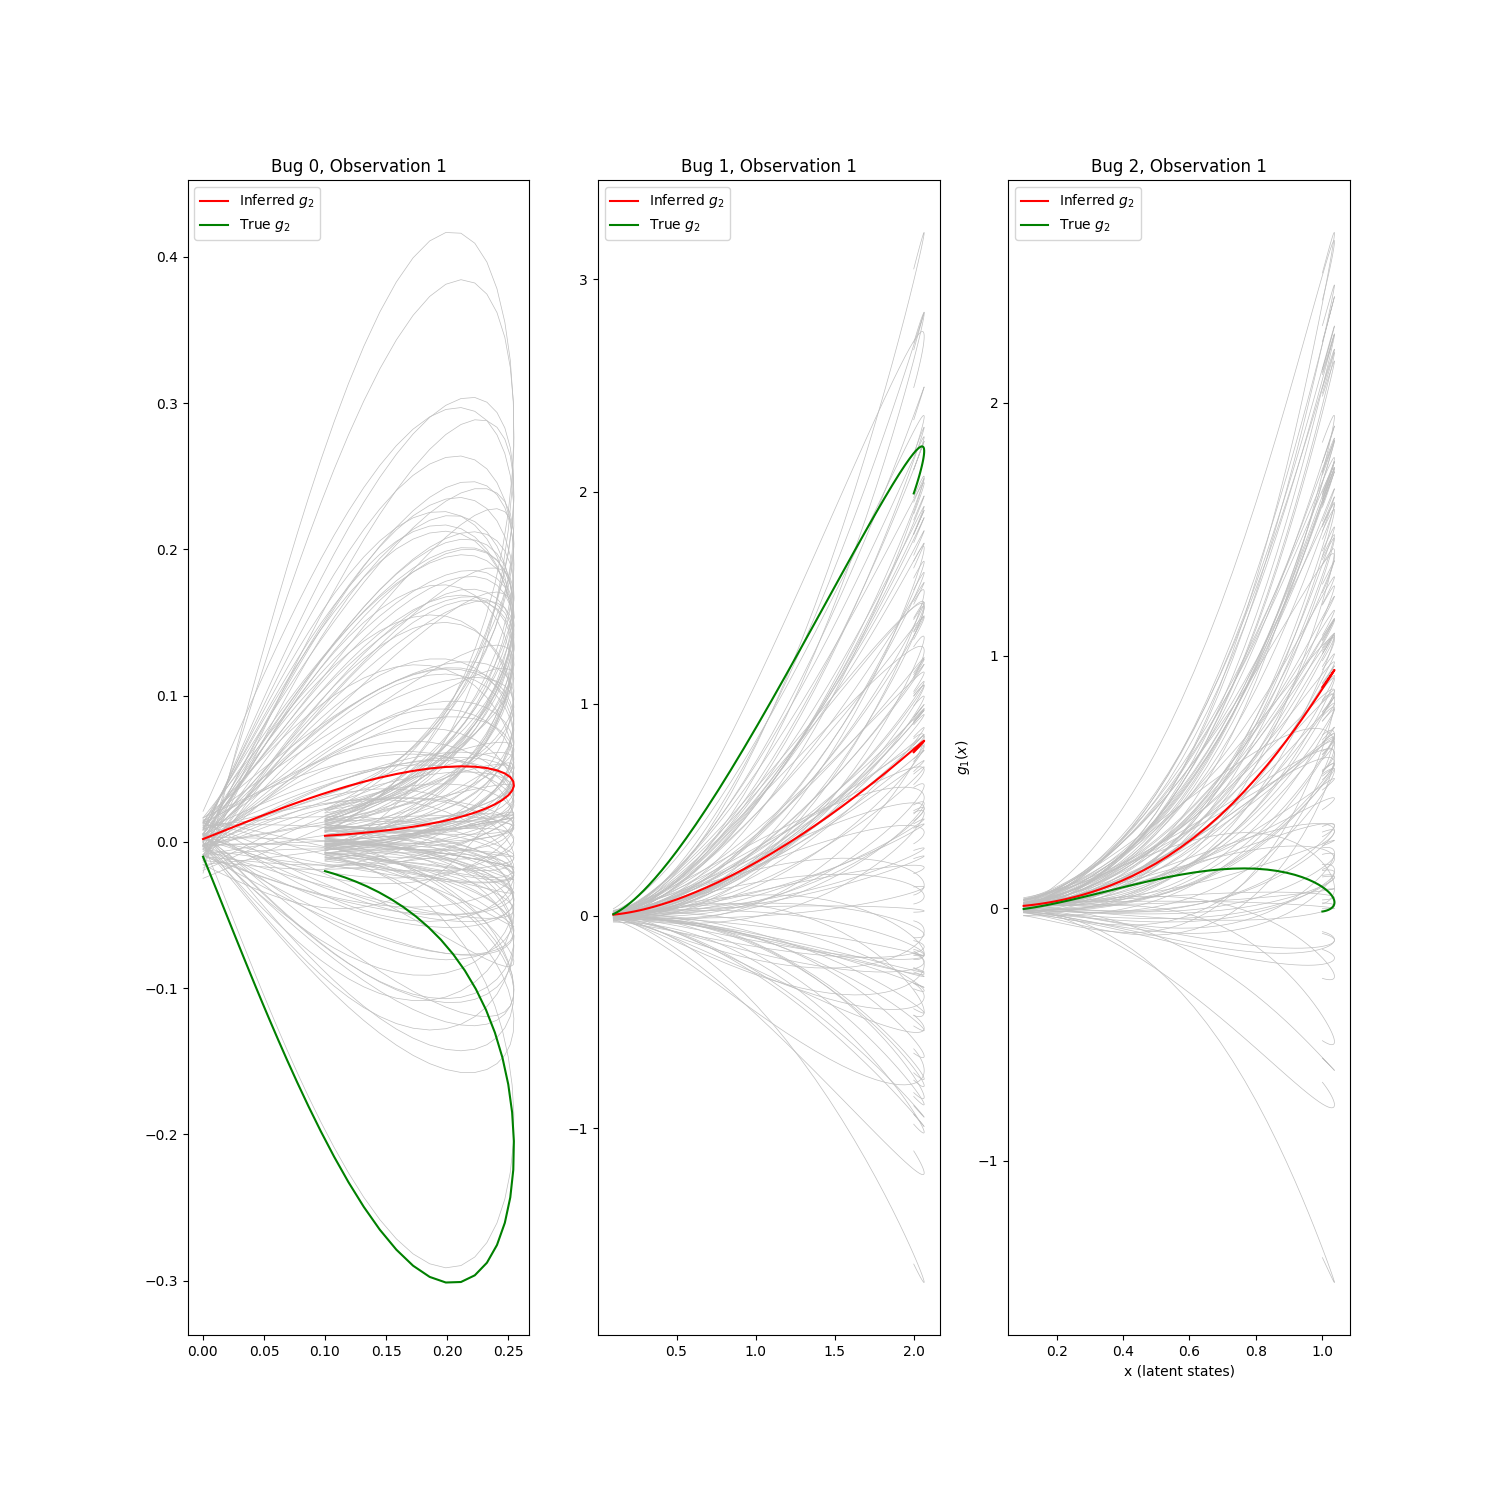 Bug 0, Observation 1
Inferred g₂
True g₂
0.4
0.3
0.2
0.1
0.0
−0.1
−0.2
−0.3
0.00 0.05 0.10 0.15 0.20 0.25
Bug 1, Observation 1
Inferred g₂
True g₂
3
2
1
0
−1
0.5 1.0 1.5 2.0
Bug 2, Observation 1
Inferred g₂
True g₂
g₁(x)
2
1
0
−1
0.2 0.4 0.6 0.8 1.0
x (latent states)